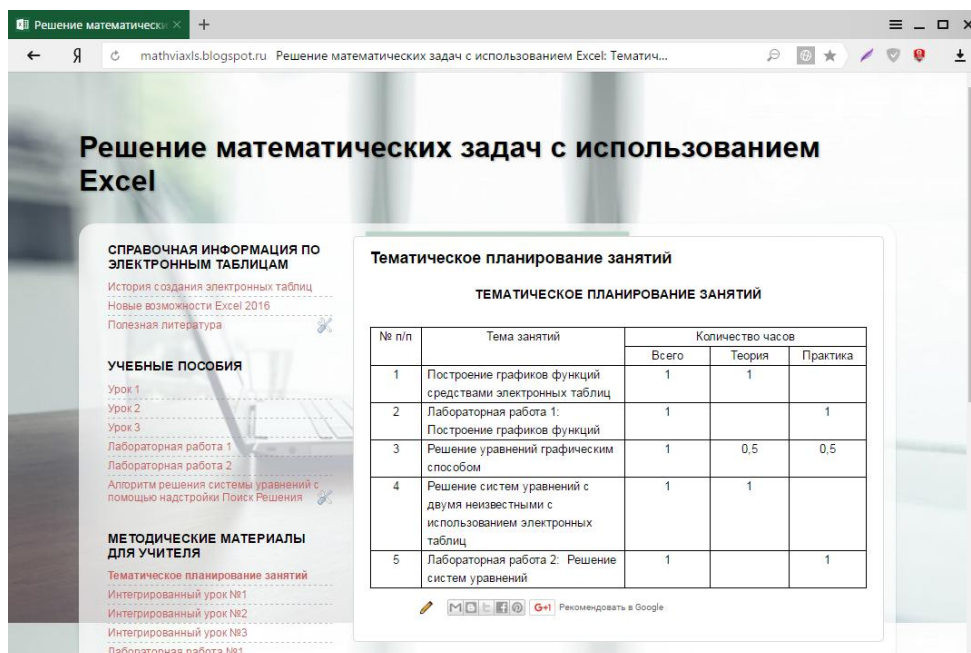 Решение математически
mathviaxls.blogspot.ru Решение математических задач с использованием Excel: Тематич...
Решение математических задач с использованием
Excel
СПРАВОЧНАЯ ИНФОРМАЦИЯ ПО
ЭЛЕКТРОННЫМ ТАБЛИЦАМ
История создания электронных таблиц
Новые возможности Excel 2016
Полезная литература
УЧЕБНЫЕ ПОСОБИЯ
Урок 1
Урок 2
Урок 3
Лабораторная работа 1
Лабораторная работа 2
Алгоритм решения системы уравнений с
помощью надстройки Поиск Решения
МЕТОДИЧЕСКИЕ МАТЕРИАЛЫ
ДЛЯ УЧИТЕЛЯ
Тематическое планирование занятий
Интегрированный урок №1
Интегрированный урок №2
Интегрированный урок №3
Лабораторная работа №1
Тематическое планирование занятий
ТЕМАТИЧЕСКОЕ ПЛАНИРОВАНИЕ ЗАНЯТИЙ
№ п/п Тема занятий Количество часов
Всего Теория Практика
1 Построение графиков функций 1 1
средствами электронных таблиц
2 Лабораторная работа 1: 1 1
Построение графиков функций
3 Решение уравнений графическим 1 0,5 0,5
способом
4 Решение систем уравнений с 1 1
двумя неизвестными с
использованием электронных
таблиц
5 Лабораторная работа 2: Решение 1 1
систем уравнений
G+1 Рекомендовать в Google